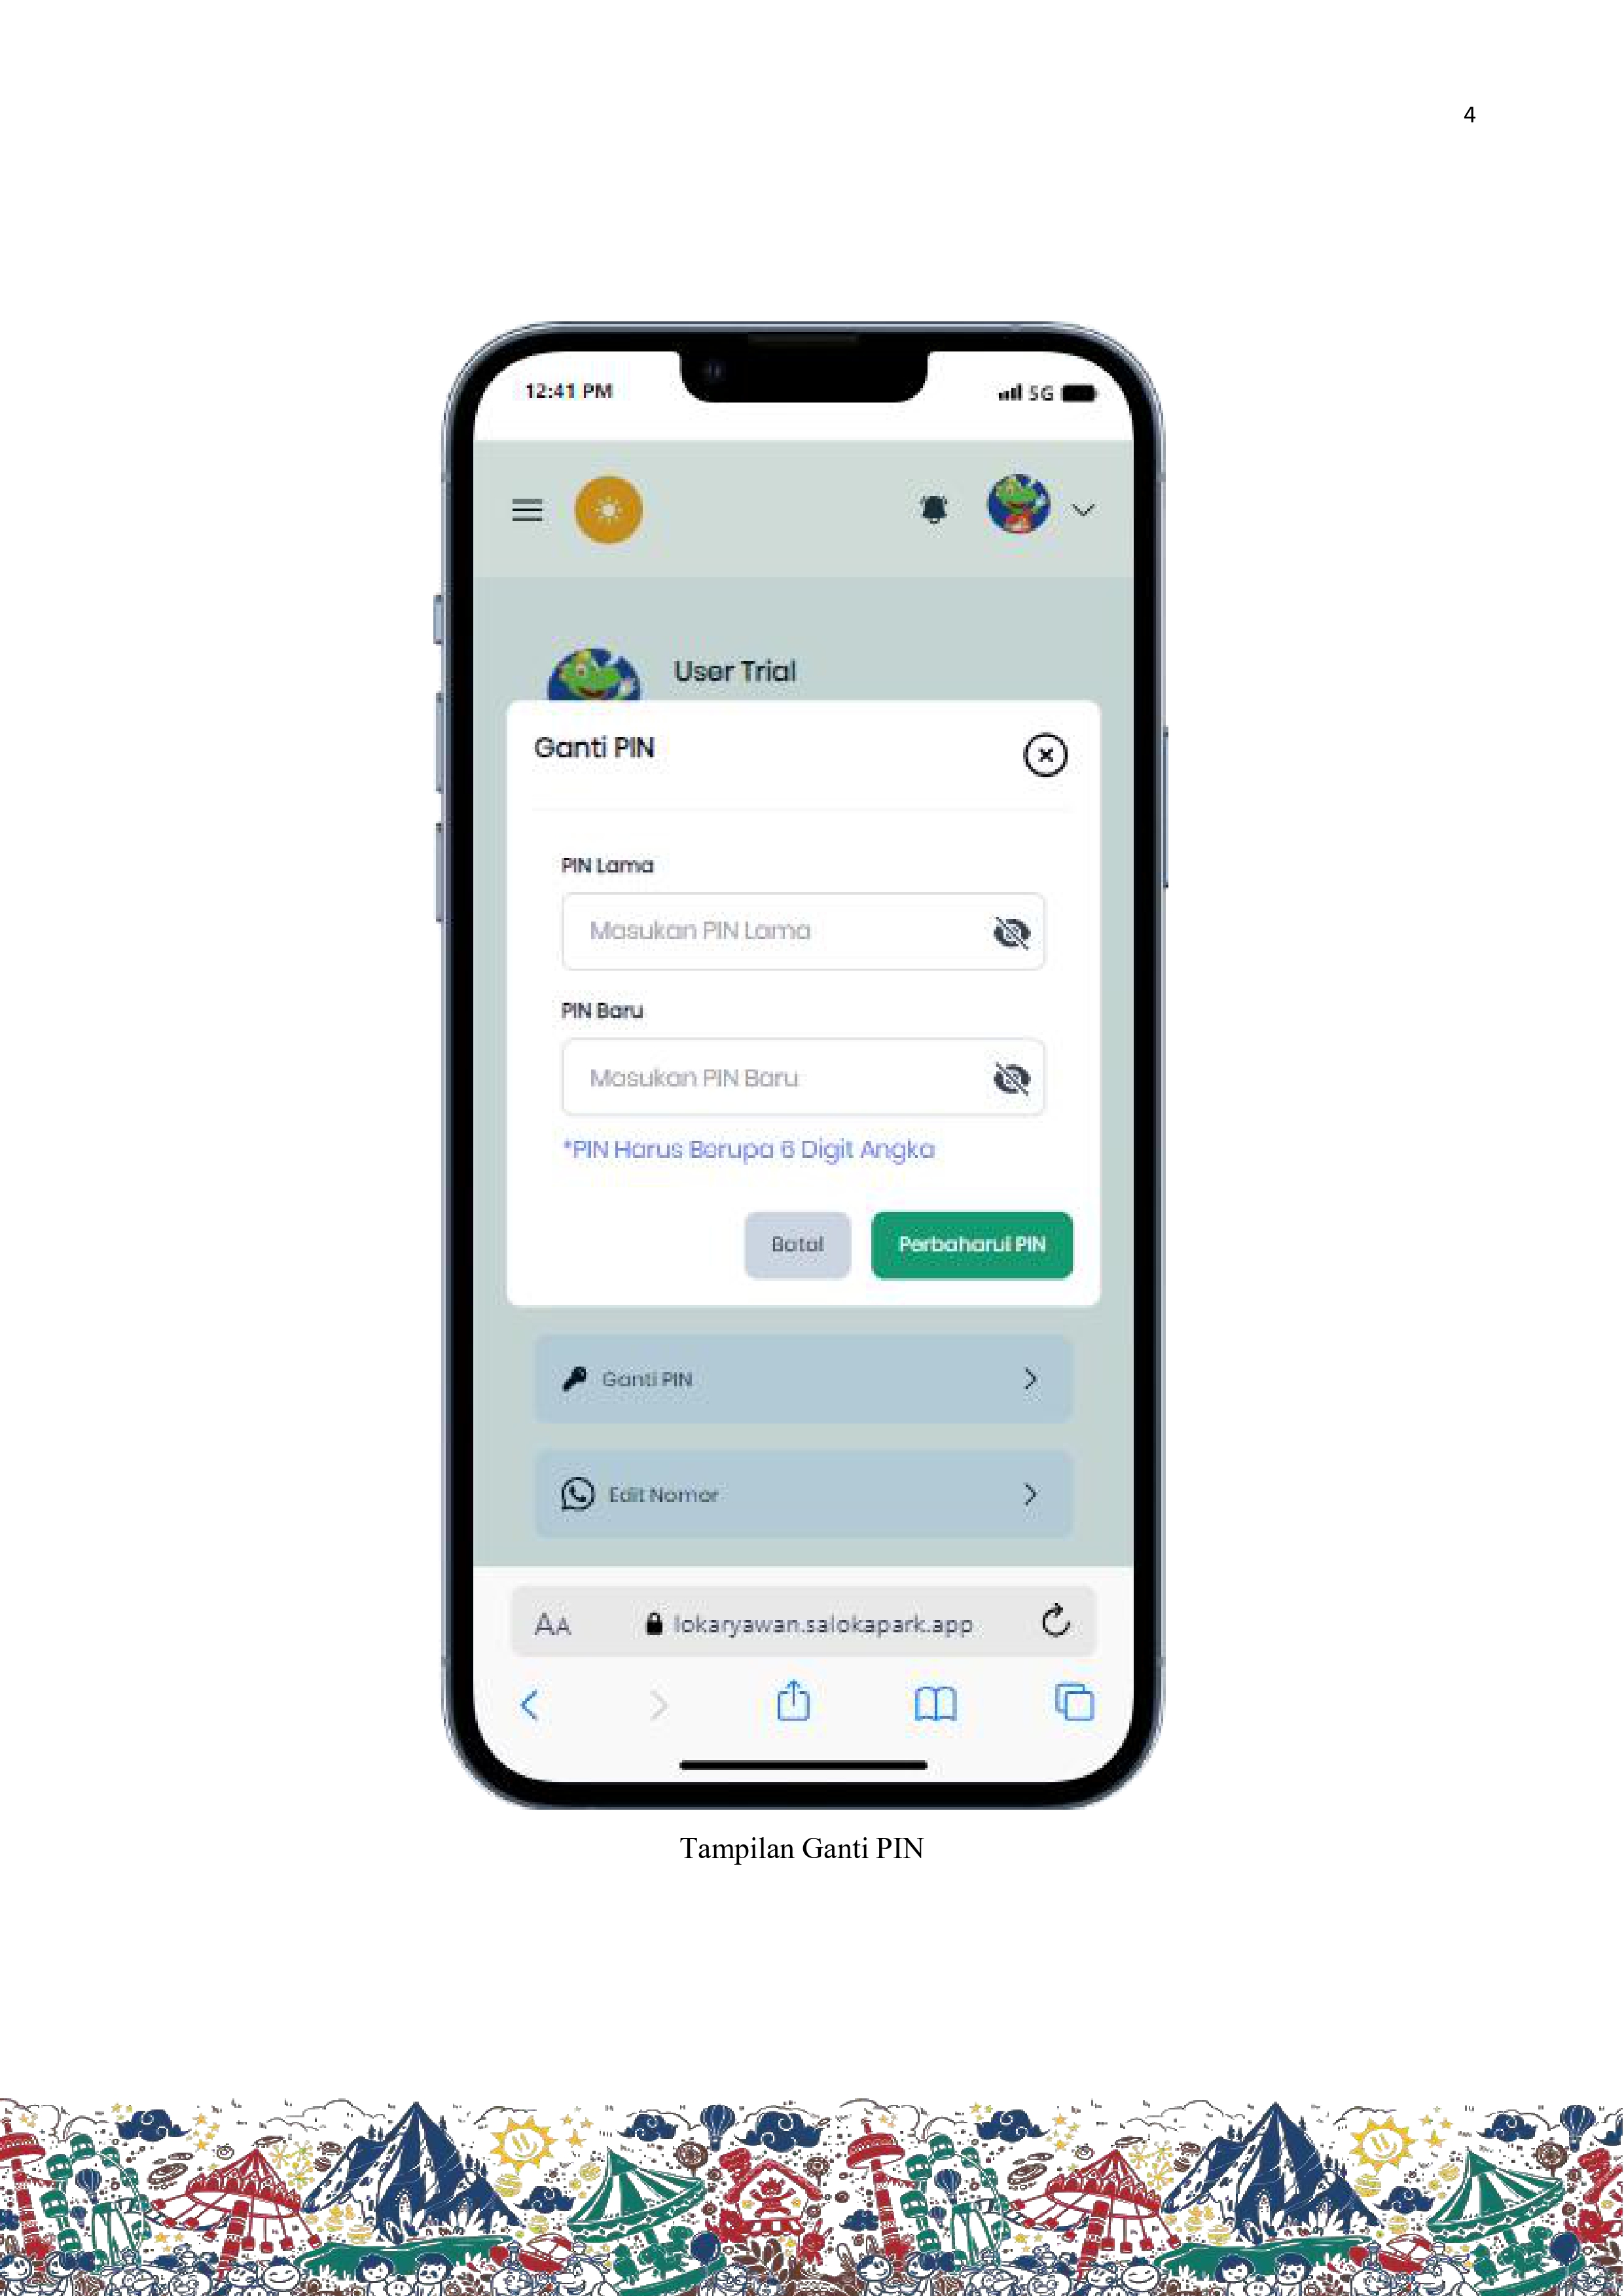 4
12:41 PM
5G
User Trial
Ganti PIN
PIN Lama
Masukan PIN Lama
PIN Baru
Masukan PIN Baru
*PIN Harus Berupa 6 Digit Angka
Batal
Perbaharui PIN
Ganti PIN
Edit Nomor
AA
lokaryawan.salokapark.app
Tampilan Ganti PIN